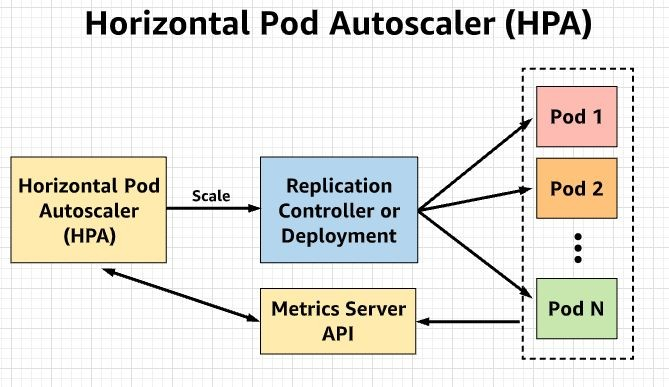 Horizontal Pod Autoscaler (HPA)
Horizontal Pod
Autoscaler
(HPA)
Scale
Replication
Controller or
Deployment
Pod 1
Pod 2
Pod N
Metrics Server
API